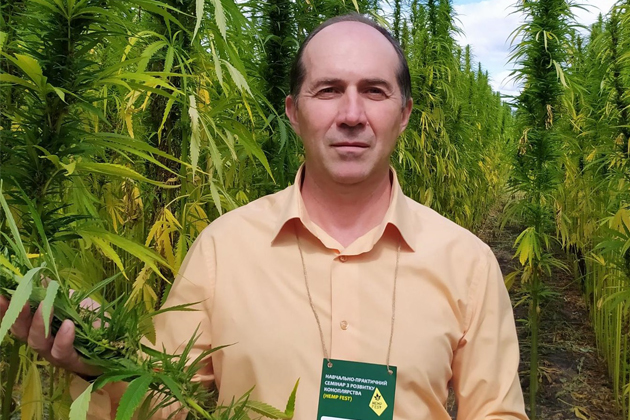 НАВЧАЛЬНО-ПРАКТИЧНИЙ
СЕМІНАР З РОЗВИТКУ
КОНОПЛЯРСТВА
(HEMP FEST)